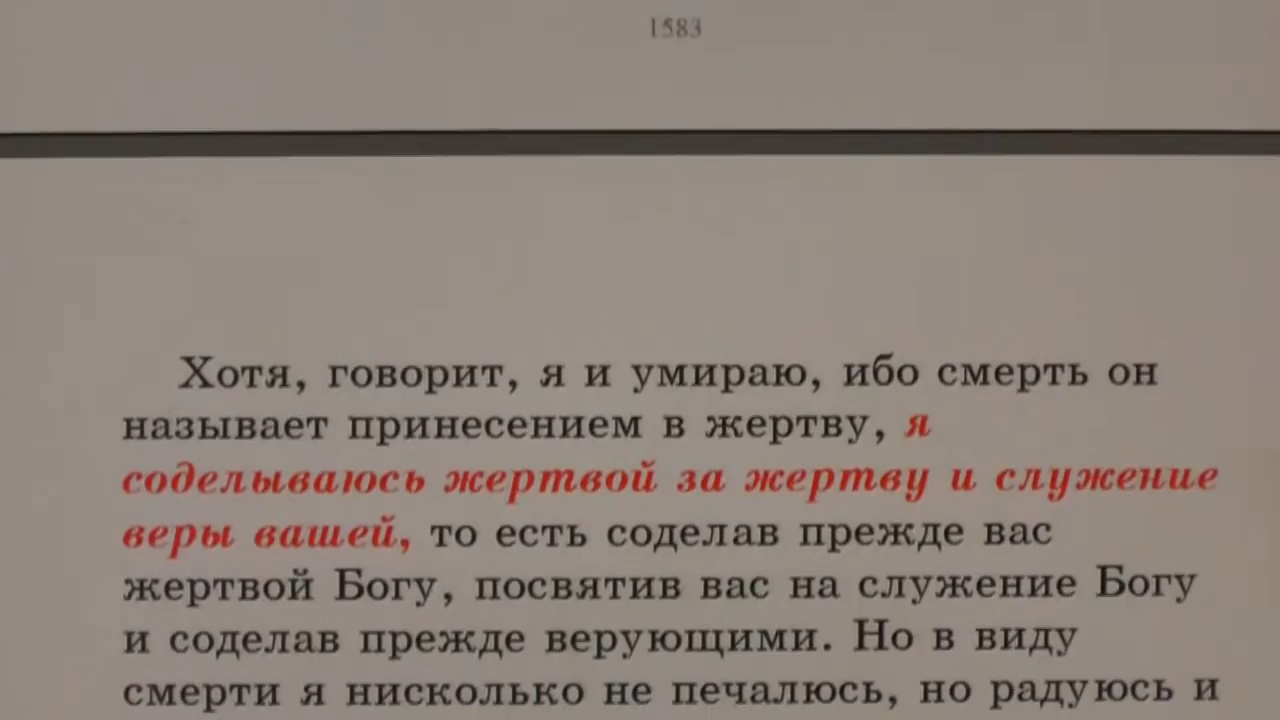 1583
Хотя, говорит, я и умираю, ибо смерть он
называет принесением в жертву, я
соделываюсь жертвой за жертву и служение
веры вашей, то есть соделав прежде вас
жертвой Богу, посвятив вас на служение Богу
и соделав прежде верующими. Но в виду
смерти я нисколько не печалюсь, но радуюсь и